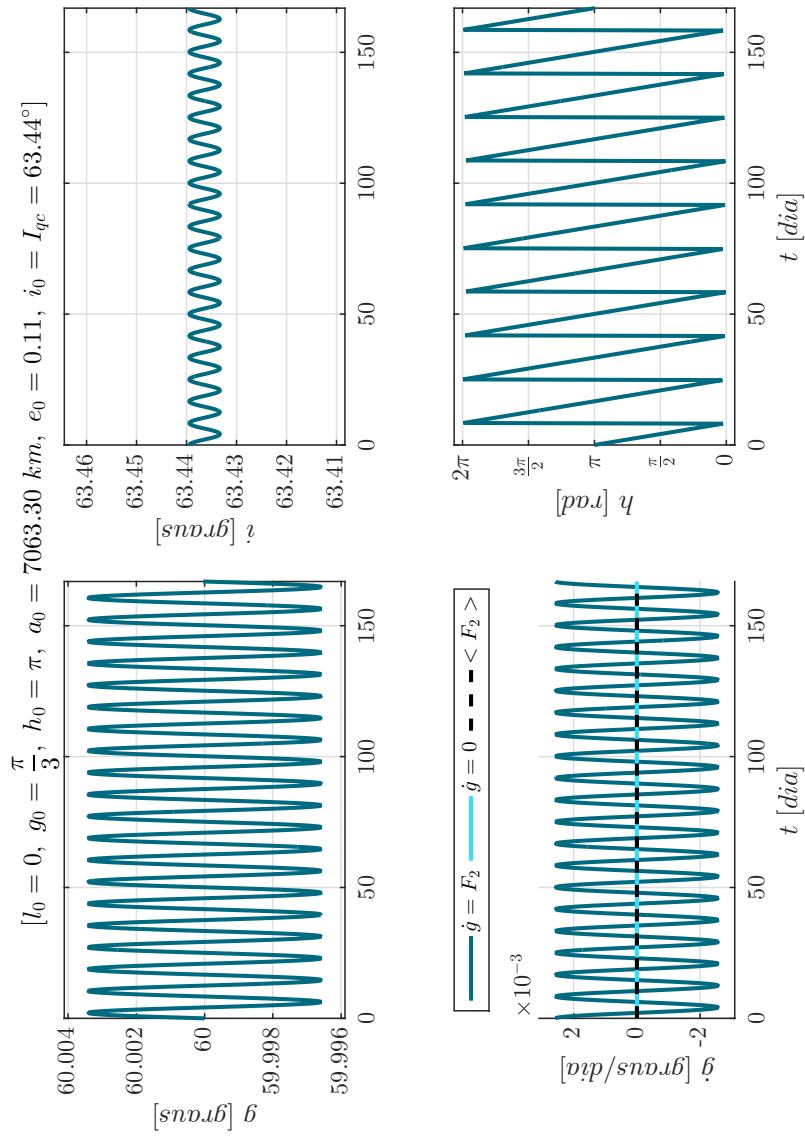 [l₀ = 0, g₀ = π/3, h₀ = π, a₀ = 7063.30 km, e₀ = 0.11, i₀ = I_qc = 63.44°]
g [graus]
60.004
60.002
60
59.998
59.996
0 50 100 150
i [graus]
63.46
63.45
63.44
63.43
63.42
63.41
0 50 100 150
ġ = F₂ ġ = 0 < F₂ >
×10⁻³
ġ [graus/dia]
2
0
-2
0 50 100 150
t [dia]
h [rad]
2π
3π/2
π
π/2
0
0 50 100 150
t [dia]